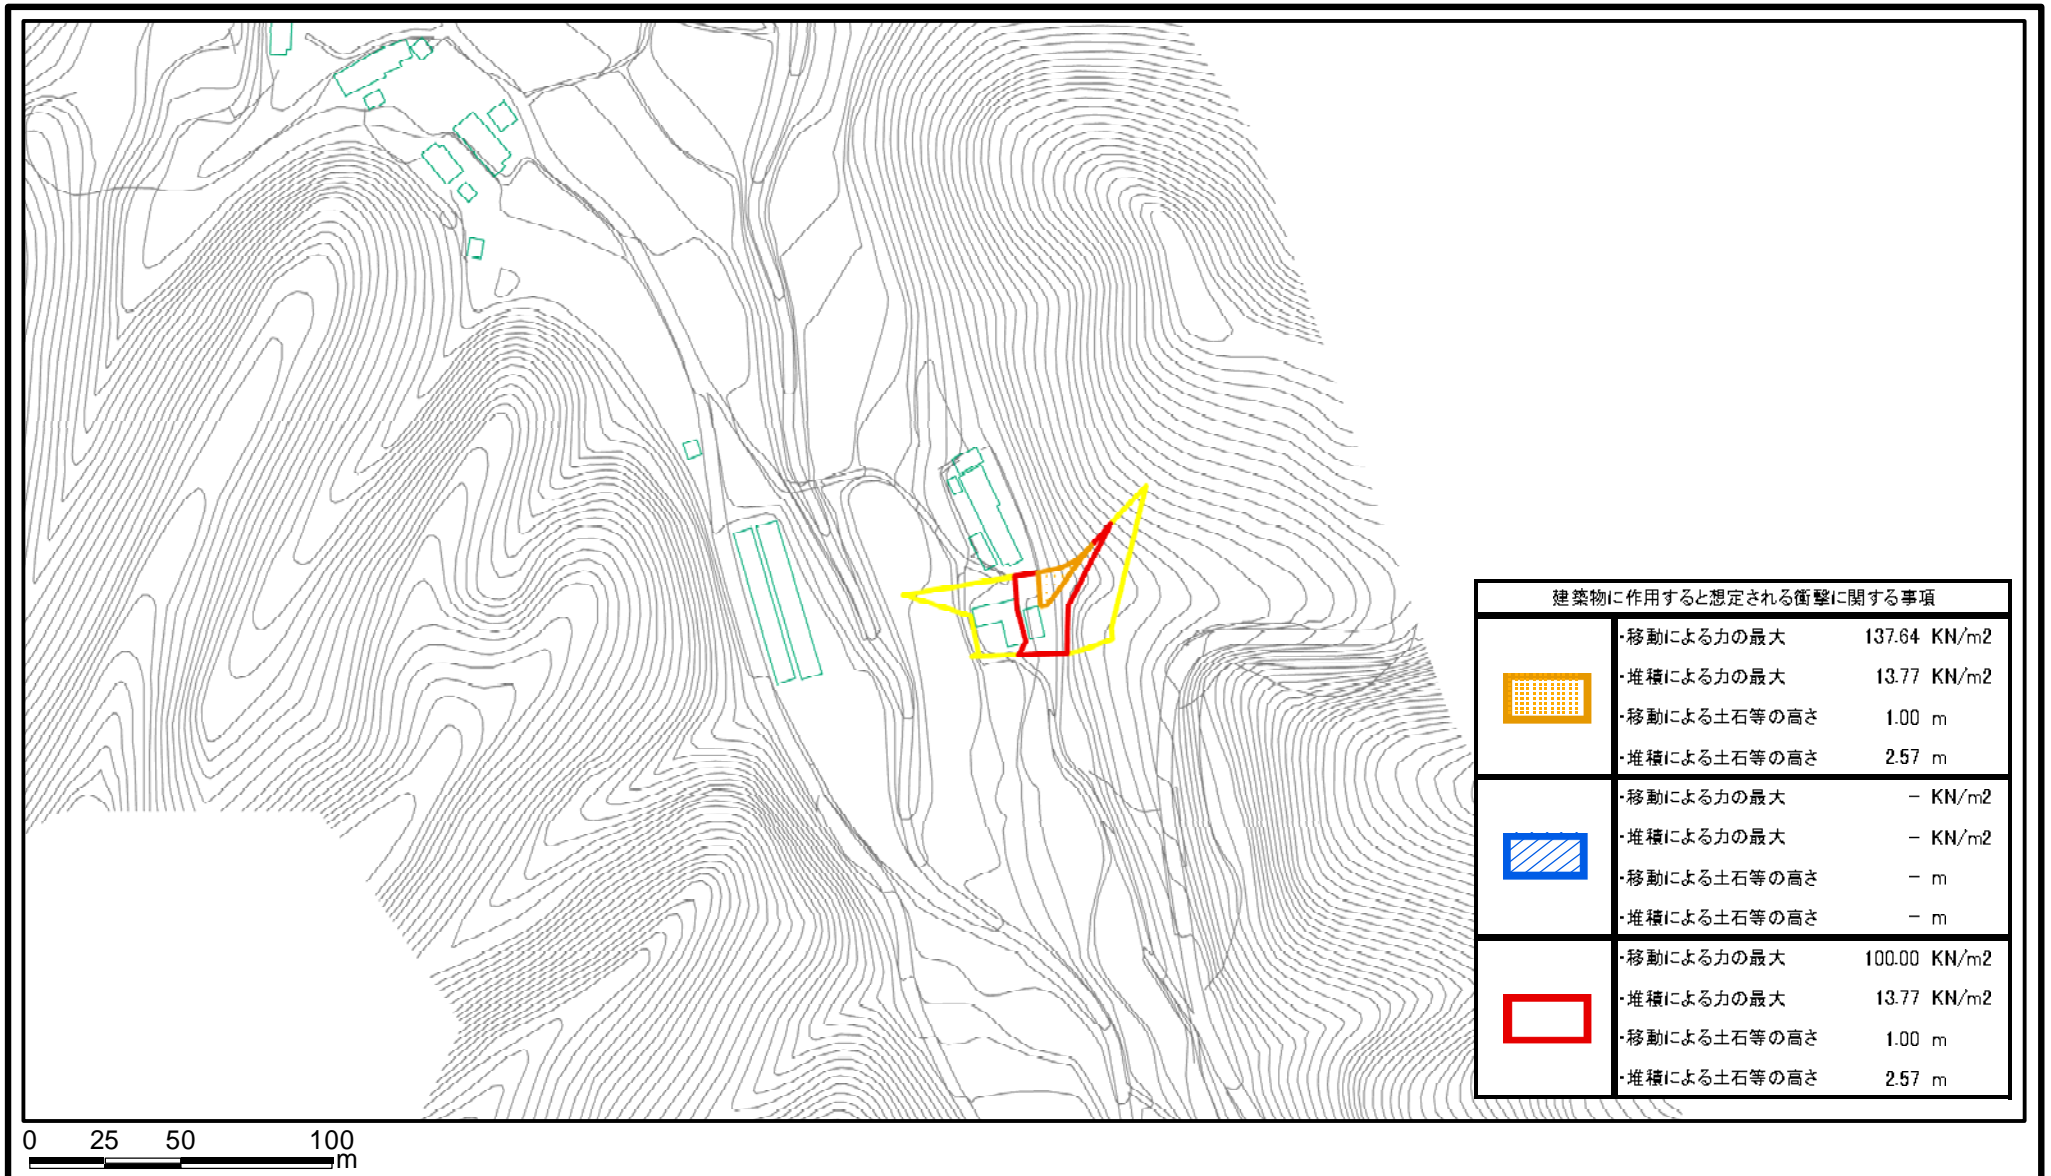 建築物に作用すると想定される衝撃に関する事項
・移動による力の最大 137.64 KN/m2
・堆積による力の最大 13.77 KN/m2
・移動による土石等の高さ 1.00 m
・堆積による土石等の高さ 2.57 m
・移動による力の最大 － KN/m2
・堆積による力の最大 － KN/m2
・移動による土石等の高さ － m
・堆積による土石等の高さ － m
・移動による力の最大 100.00 KN/m2
・堆積による力の最大 13.77 KN/m2
・移動による土石等の高さ 1.00 m
・堆積による土石等の高さ 2.57 m
0 25 50 100
m